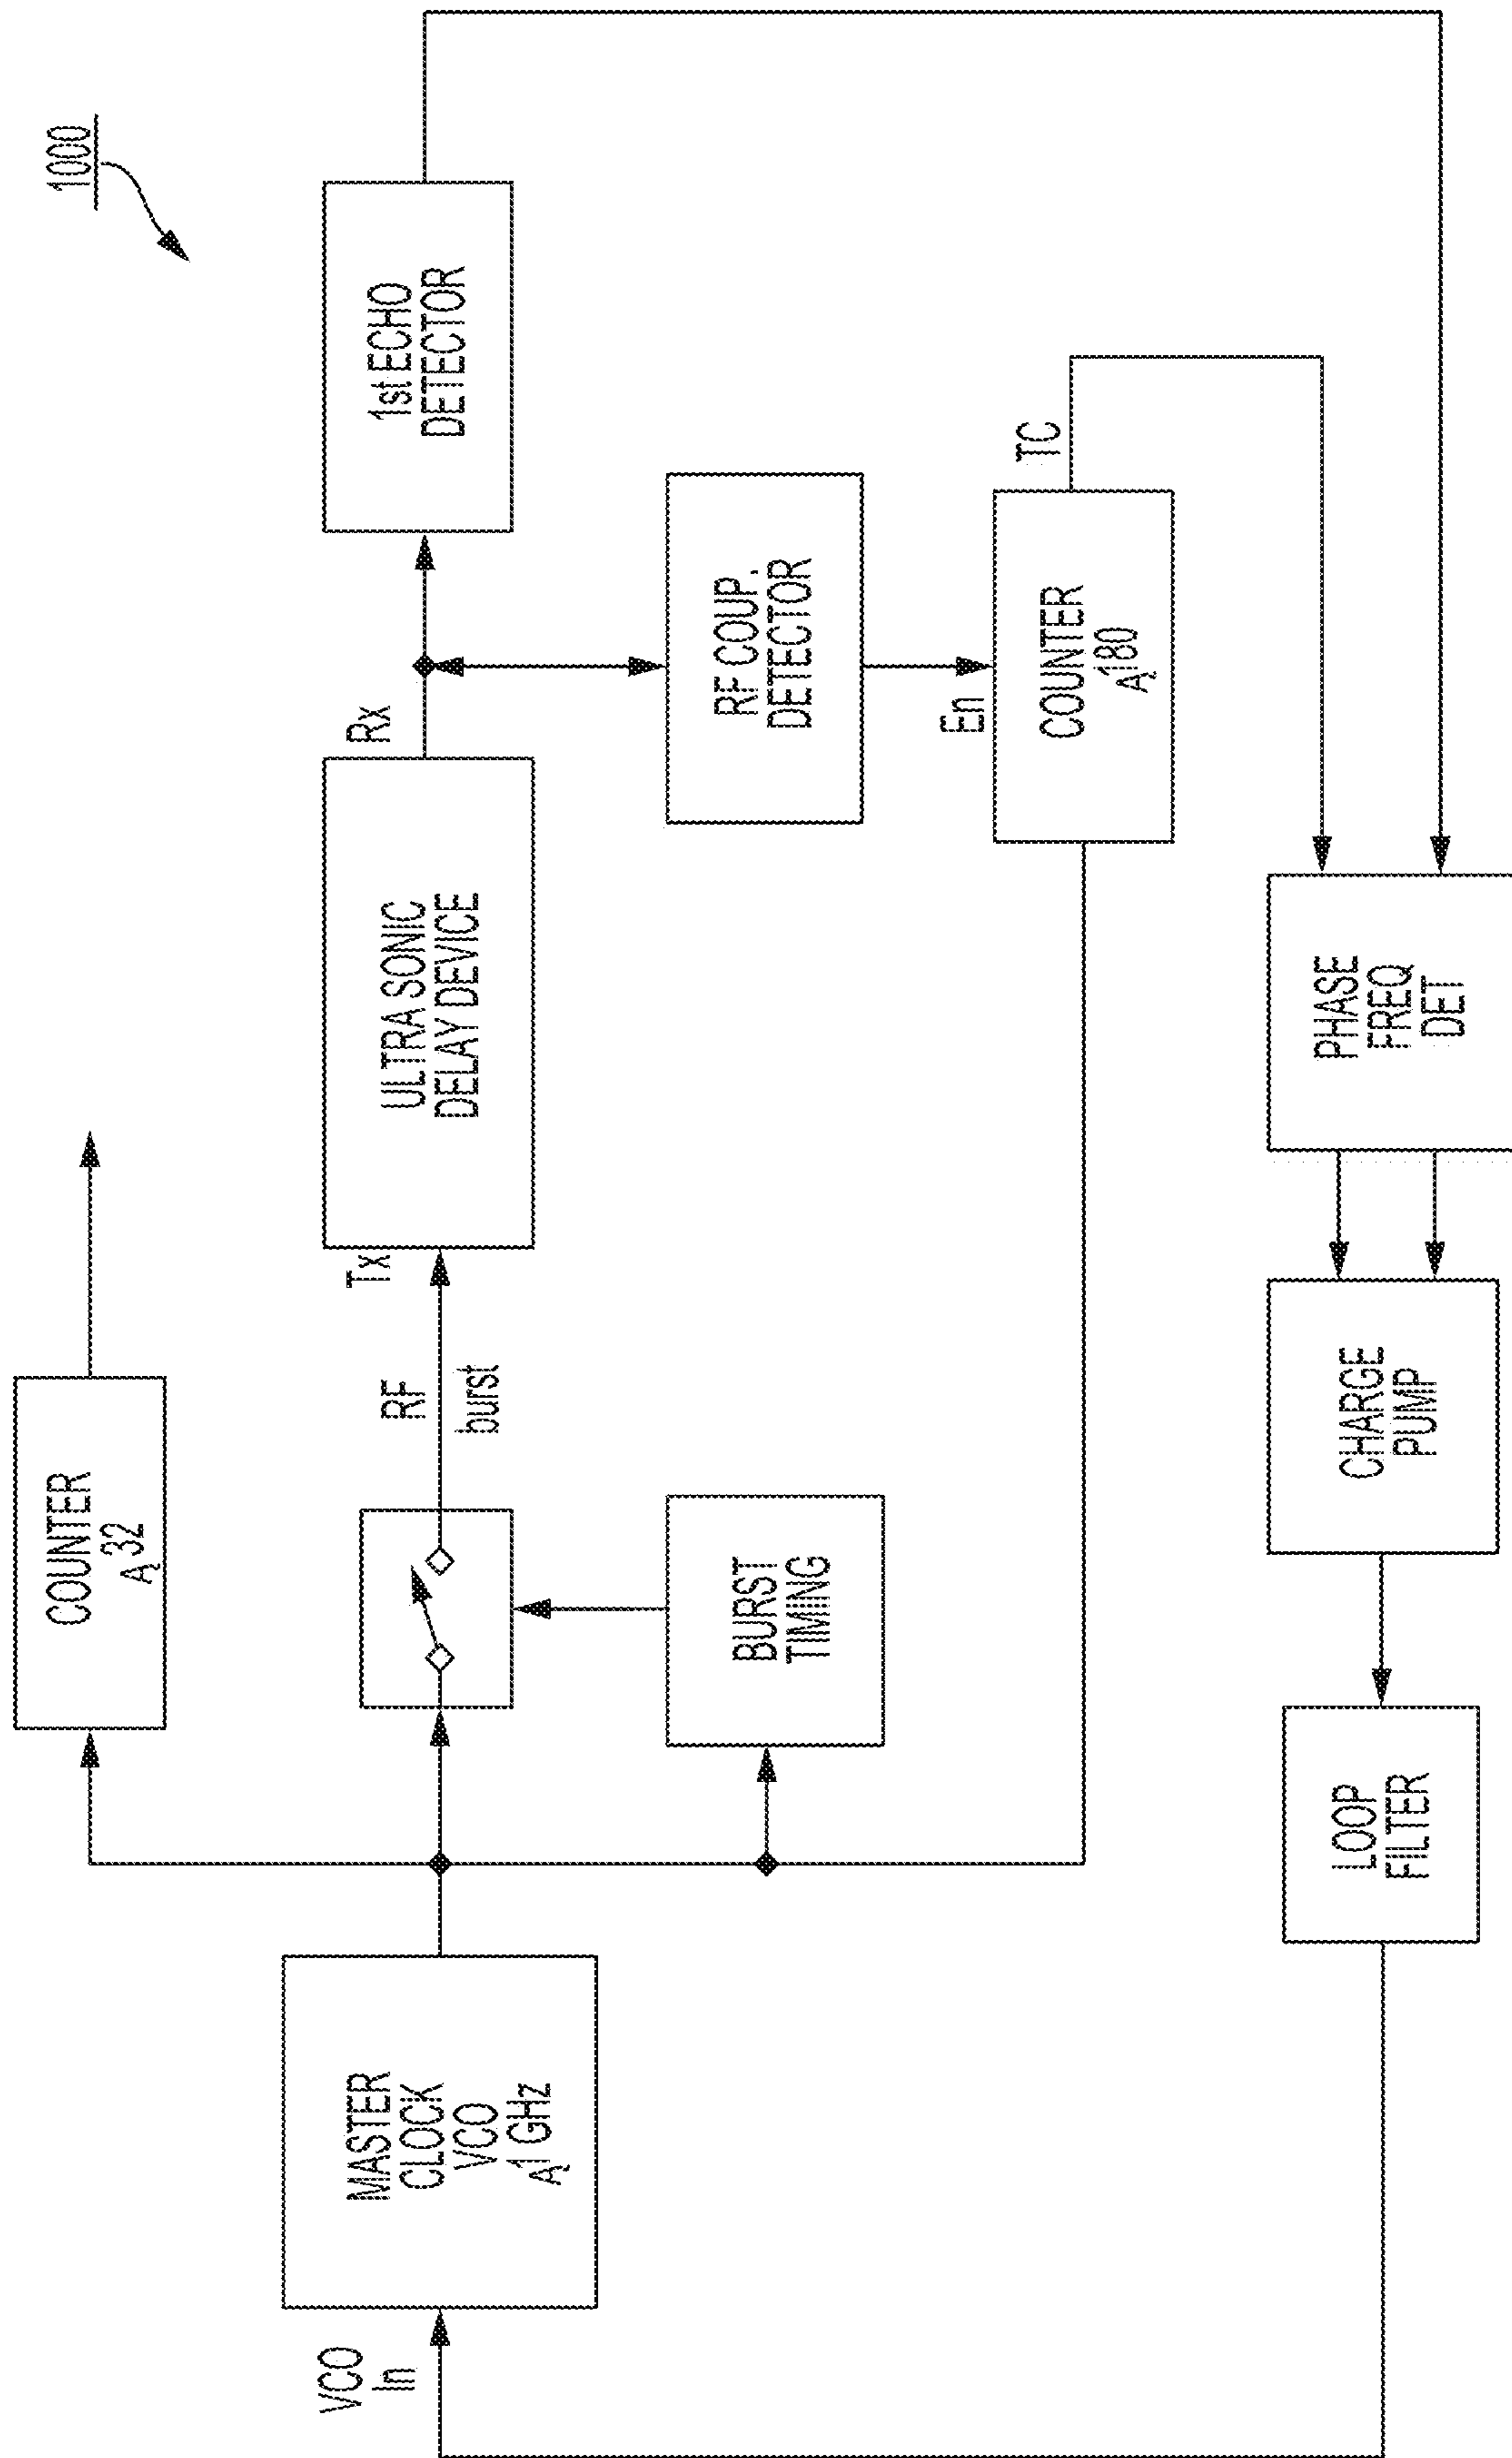 1000
COUNTER
A 32
MASTER
CLOCK
VCO
A 1 GHz
VCO
In
RF
burst
Tx
ULTRA SONIC
DELAY DEVICE
Rx
1st ECHO
DETECTOR
BURST
TIMING
RF COUP.
DETECTOR
En
COUNTER
A 180
TC
LOOP
FILTER
CHARGE
PUMP
PHASE
FREQ
DET